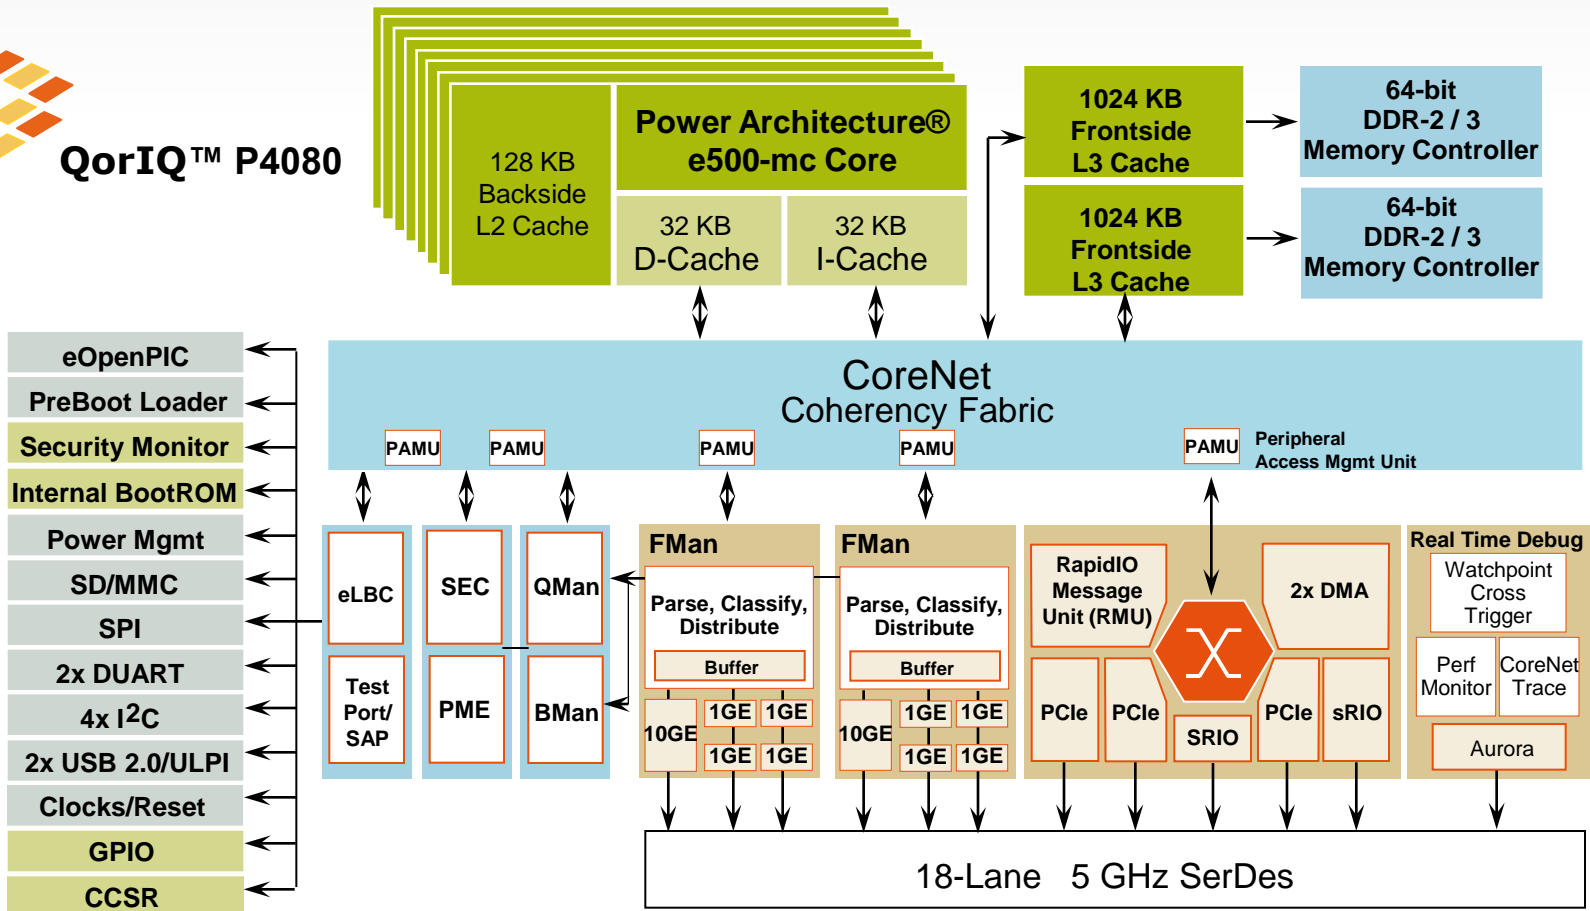 QorIQ™ P4080
128 KB
Backside
L2 Cache
Power Architecture®
e500-mc Core
32 KB
D-Cache
32 KB
I-Cache
1024 KB
Frontside
L3 Cache
1024 KB
Frontside
L3 Cache
64-bit
DDR-2 / 3
Memory Controller
64-bit
DDR-2 / 3
Memory Controller
eOpenPIC
PreBoot Loader
Security Monitor
Internal BootROM
Power Mgmt
SD/MMC
SPI
2x DUART
4x I²C
2x USB 2.0/ULPI
Clocks/Reset
GPIO
CCSR
CoreNet
Coherency Fabric
PAMU
PAMU
PAMU
PAMU
PAMU
Peripheral
Access Mgmt Unit
eLBC
Test
Port/
SAP
SEC
PME
QMan
BMan
FMan
Parse, Classify,
Distribute
Buffer
10GE
1GE
1GE
1GE
1GE
FMan
Parse, Classify,
Distribute
Buffer
10GE
1GE
1GE
1GE
1GE
RapidIO
Message
Unit (RMU)
2x DMA
PCIe
PCIe
SRIO
PCIe
sRIO
Real Time Debug
Watchpoint
Cross
Trigger
Perf
Monitor
CoreNet
Trace
Aurora
18-Lane 5 GHz SerDes